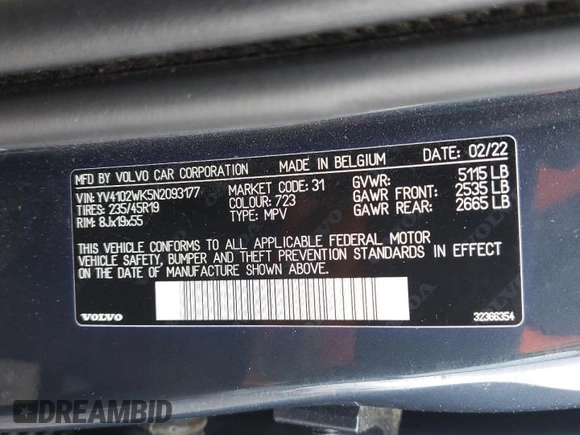 MFD BY VOLVO CAR CORPORATION MADE IN BELGIUM DATE: 02/22
VIN: YV4102WK5N2093177 MARKET CODE: 31 GVWR: 5115 LB
TIRES: 235/45R19 COLOUR: 723 GAWR FRONT: 2535 LB
RIM: 8Jx19x55 TYPE: MPV GAWR REAR: 2665 LB
THIS VEHICLE CONFORMS TO ALL APPLICABLE FEDERAL MOTOR
VEHICLE SAFETY, BUMPER AND THEFT PREVENTION STANDARDS IN EFFECT
ON THE DATE OF MANUFACTURE SHOWN ABOVE.
VOLVO 32366354
DREAMBID